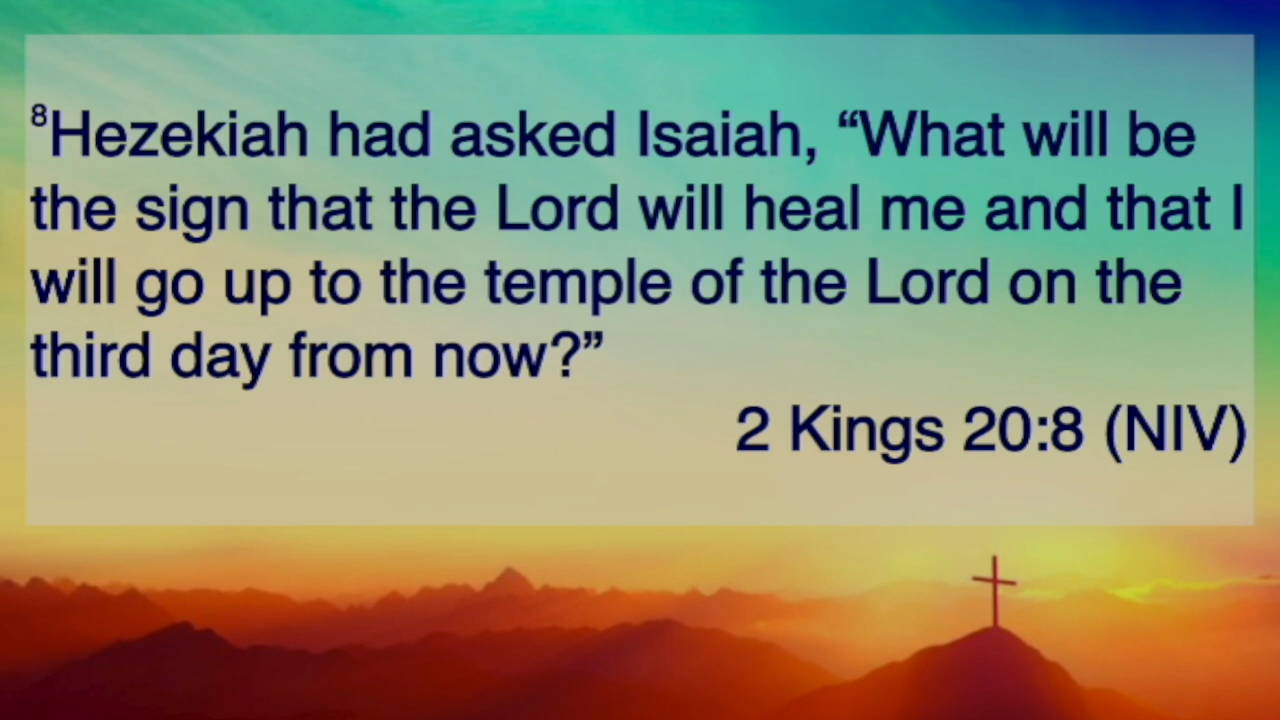 ⁸Hezekiah had asked Isaiah, “What will be
the sign that the Lord will heal me and that I
will go up to the temple of the Lord on the
third day from now?”
2 Kings 20:8 (NIV)